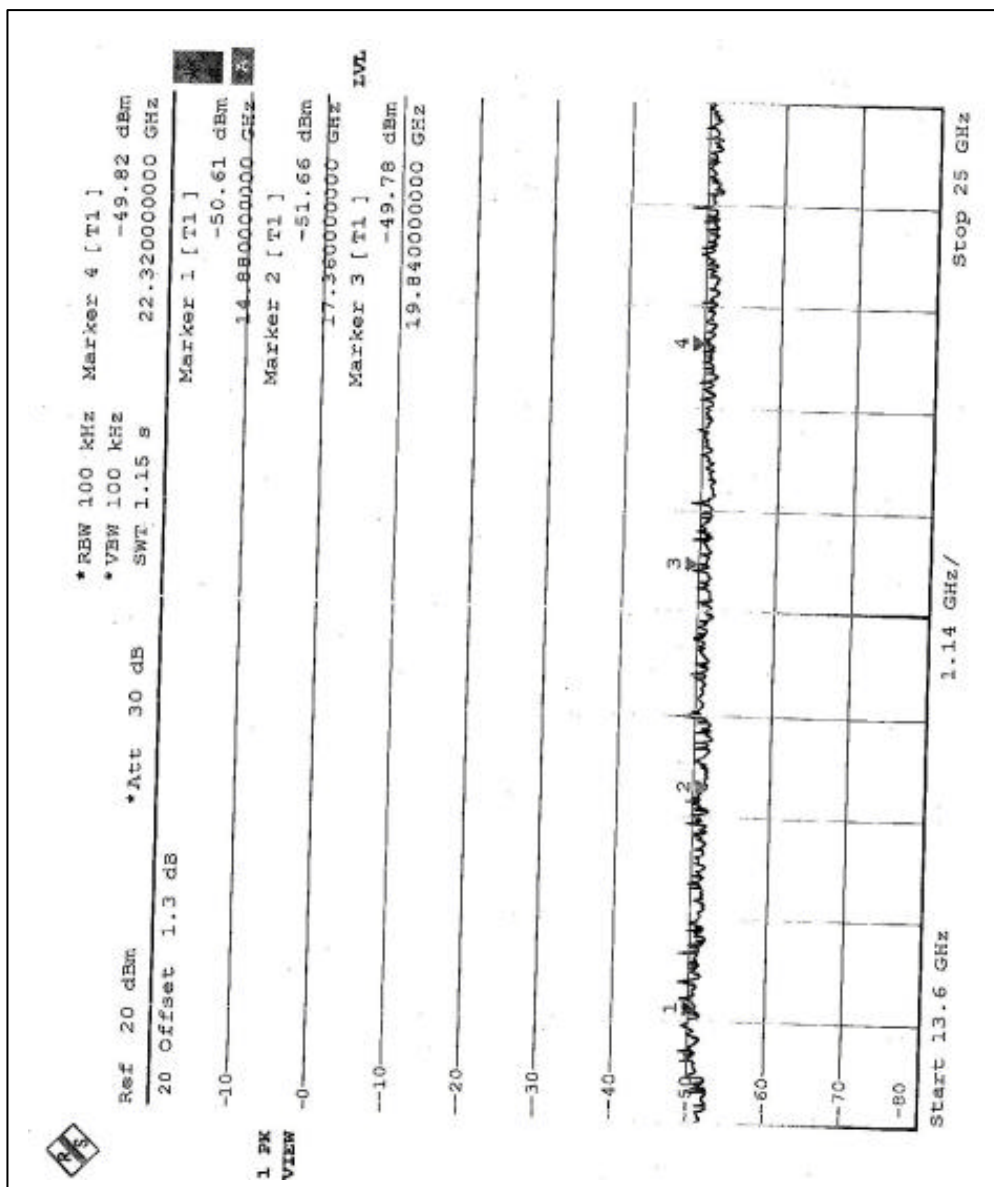 R/S
*RBW 100 kHz Marker 4 [T1 ]
*VBW 100 kHz -49.82 dBm
Ref 20 dBm *Att 30 dB SWT 1.15 s 22.32000000 GHz
20 Offset 1.3 dB
Marker 1 [T1 ]
-50.61 dBm
-10
14.88000000 GHz
A
1 PK
VIEW
Marker 2 [T1 ]
-51.66 dBm
-0
17.36000000 GHz
Marker 3 [T1 ]
LVL
-49.78 dBm
--10
19.84000000 GHz
--20
--30
--40
1 2 3 4
--50
--60
--70
-80
Start 13.6 GHz 1.14 GHz/ Stop 25 GHz